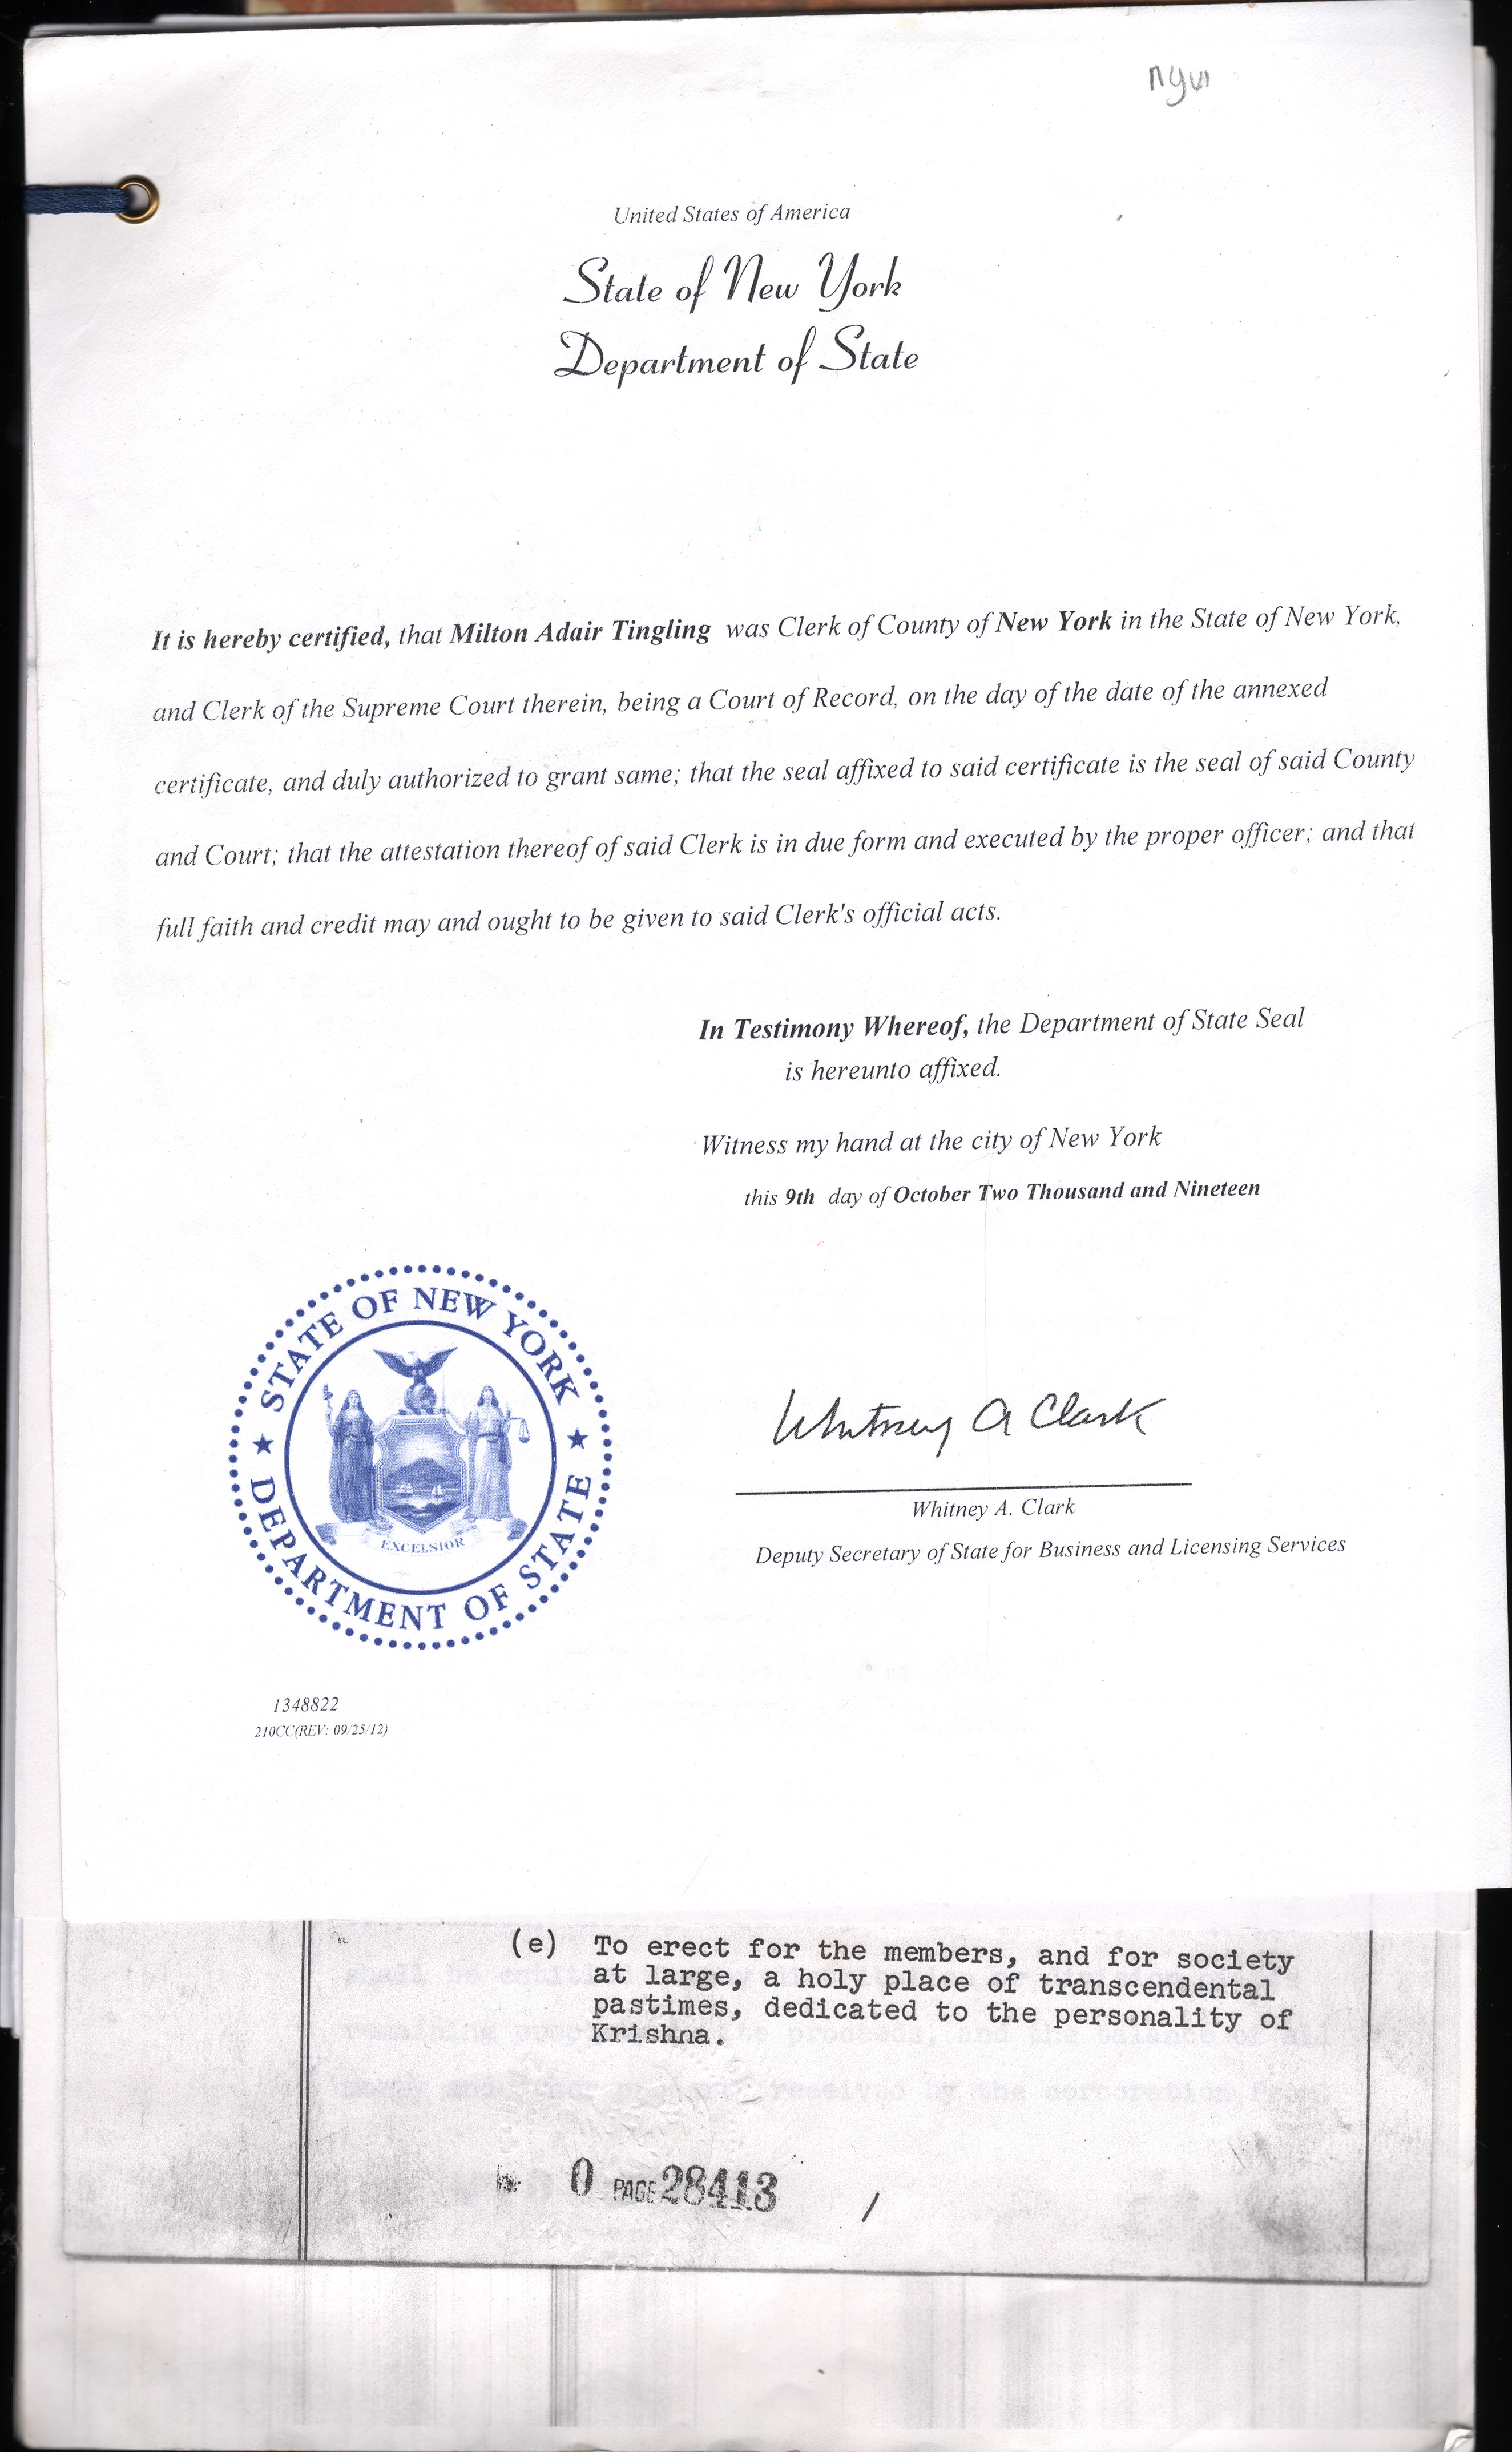 United States of America
State of New York
Department of State
It is hereby certified, that Milton Adair Tingling was Clerk of County of New York in the State of New York,
and Clerk of the Supreme Court therein, being a Court of Record, on the day of the date of the annexed
certificate, and duly authorized to grant same; that the seal affixed to said certificate is the seal of said County
and Court; that the attestation thereof of said Clerk is in due form and executed by the proper officer; and that
full faith and credit may and ought to be given to said Clerk's official acts.
In Testimony Whereof, the Department of State Seal
is hereunto affixed.
Witness my hand at the city of New York
this 9th day of October Two Thousand and Nineteen
STATE OF NEW YORK
DEPARTMENT OF STATE
EXCELSIOR
Whitney A Clark
Whitney A. Clark
Deputy Secretary of State for Business and Licensing Services
1348822
210CC(REV: 09/25/12)
(e) To erect for the members, and for society
at large, a holy place of transcendental
pastimes, dedicated to the personality of
Krishna.
0 PAGE 28413